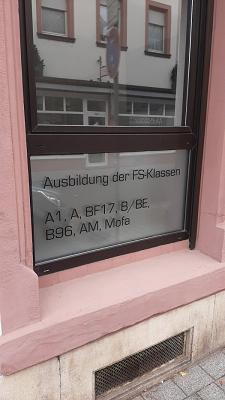 Ausbildung der FS-Klassen
A1, A, BF17, B/BE,
B96, AM, Mofa